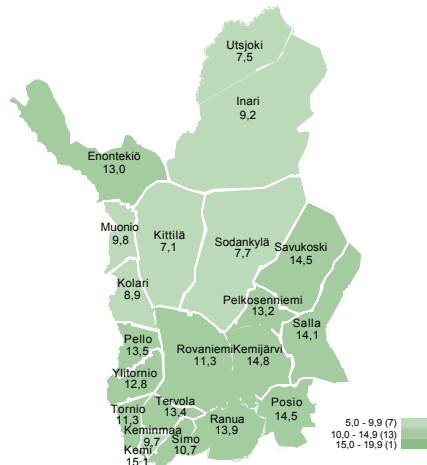 Utsjoki
7,5
Inari
9,2
Enontekiö
13,0
Muonio
9,8
Kittilä
7,1
Sodankylä
7,7
Savukoski
14,5
Kolari
8,9
Pelkosenniemi
13,2
Salla
14,1
Pello
13,5
Rovaniemi
11,3
Kemijärvi
14,8
Ylitornio
12,8
Tornio
11,3
Tervola
13,4
Posio
14,5
Ranua
13,9
Keminmaa
9,7
Simo
10,7
Kemi
15,1
5,0 - 9,9 (7)
10,0 - 14,9 (13)
15,0 - 19,9 (1)